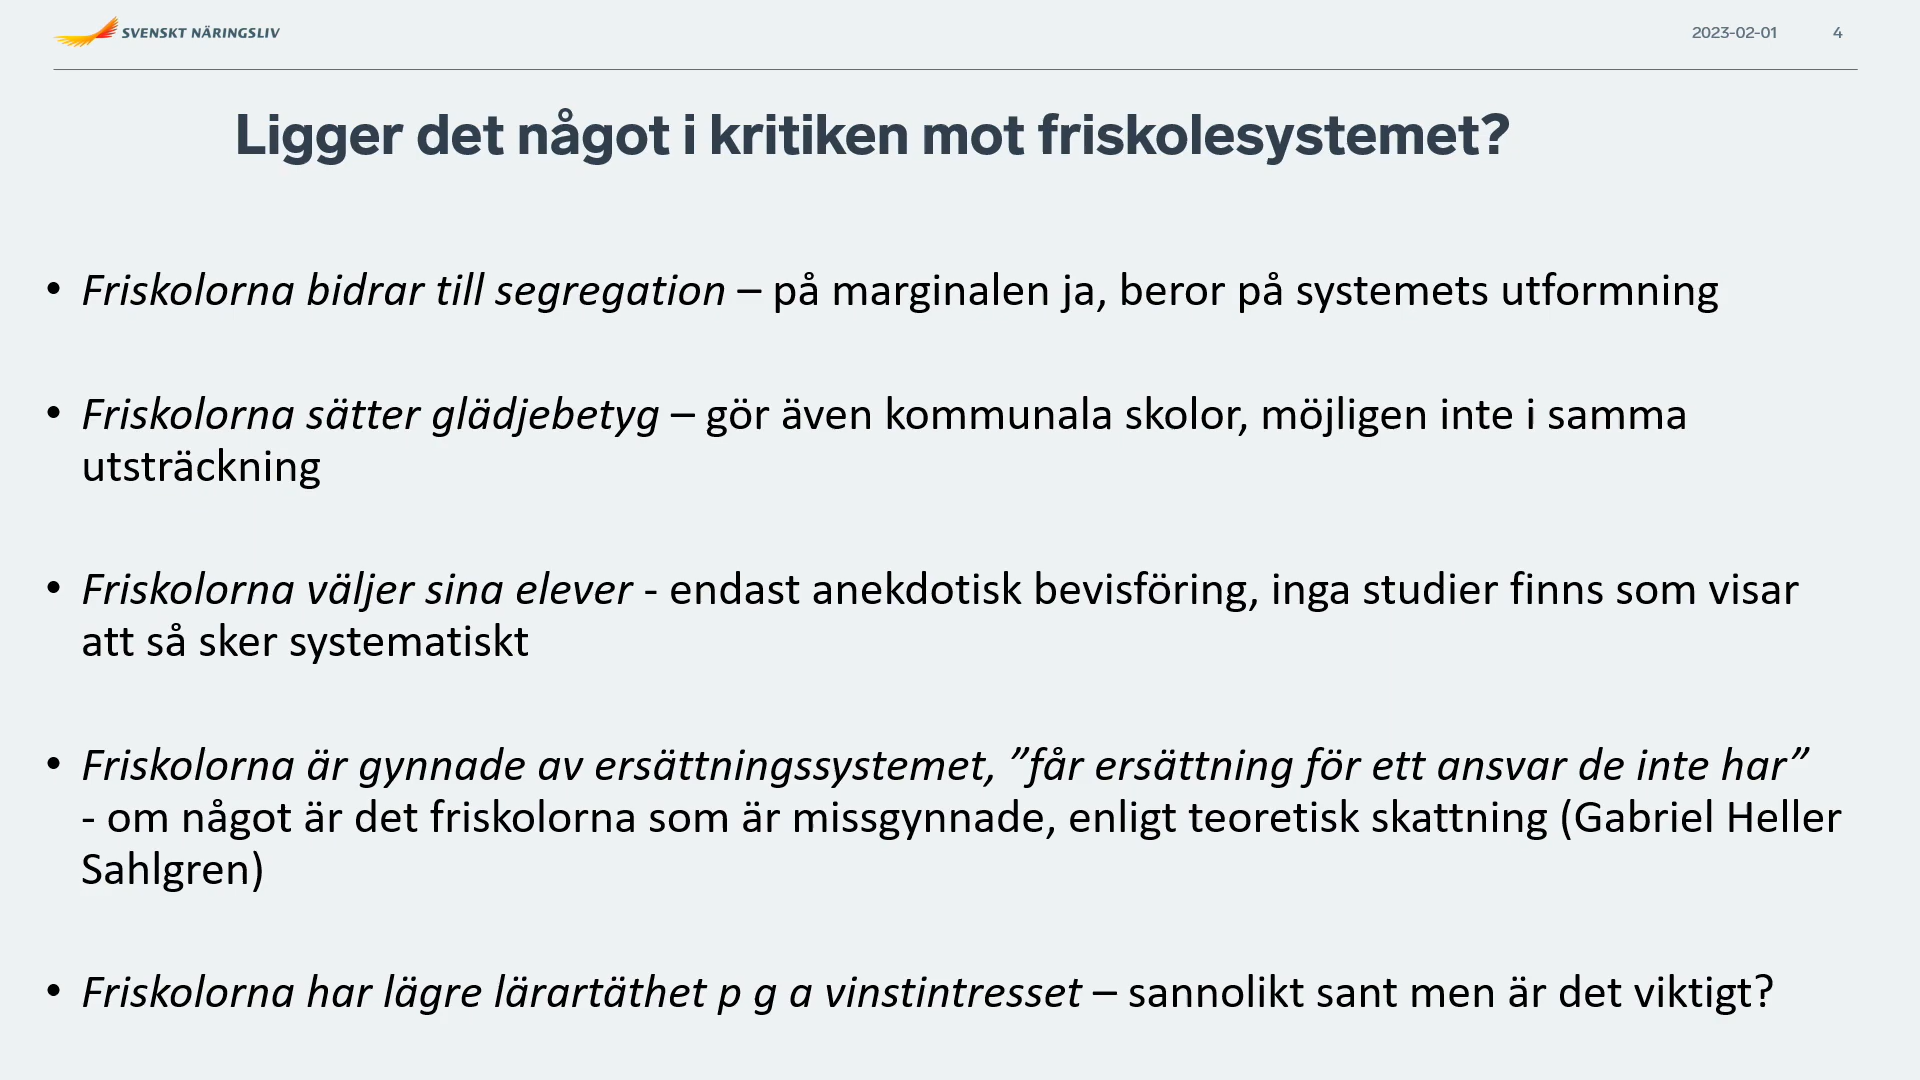 SVENSKT NÄRINGSLIV
2023-02-01 4
Ligger det något i kritiken mot friskolesystemet?
• Friskolorna bidrar till segregation – på marginalen ja, beror på systemets utformning
• Friskolorna sätter glädjebetyg – gör även kommunala skolor, möjligen inte i samma
utsträckning
• Friskolorna väljer sina elever - endast anekdotisk bevisföring, inga studier finns som visar
att så sker systematiskt
• Friskolorna är gynnade av ersättningssystemet, ”får ersättning för ett ansvar de inte har”
- om något är det friskolorna som är missgynnade, enligt teoretisk skattning (Gabriel Heller
Sahlgren)
• Friskolorna har lägre lärartäthet p g a vinstintresset – sannolikt sant men är det viktigt?